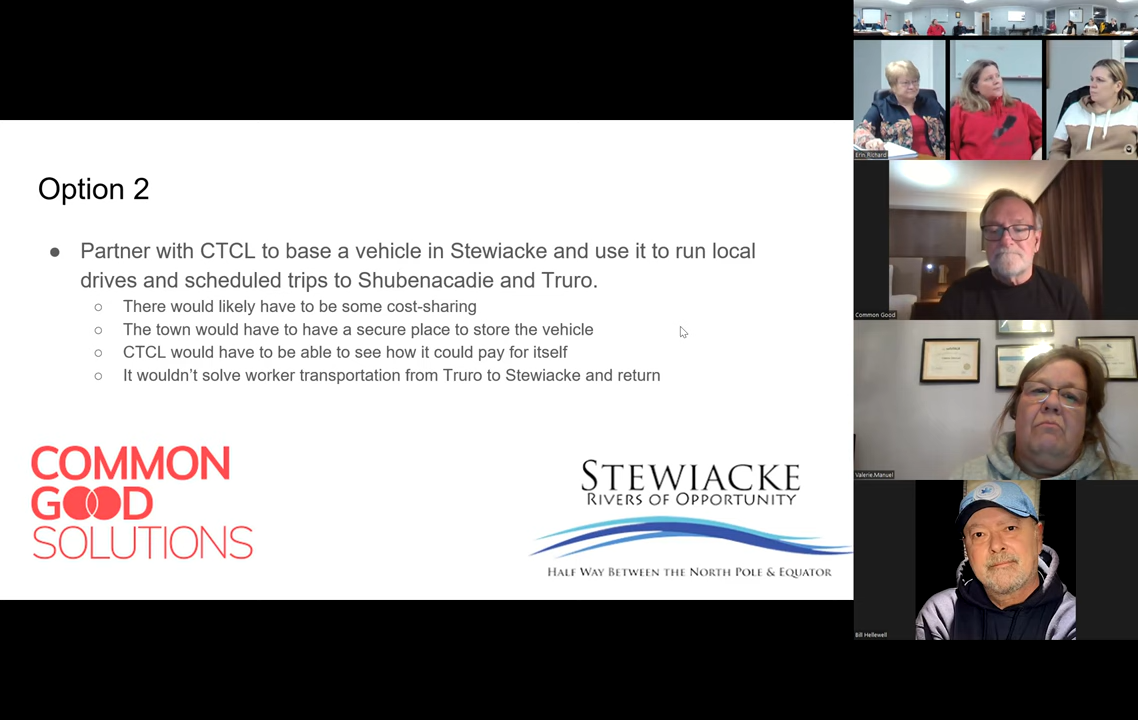 Option 2
● Partner with CTCL to base a vehicle in Stewiacke and use it to run local
drives and scheduled trips to Shubenacadie and Truro.
○ There would likely have to be some cost-sharing
○ The town would have to have a secure place to store the vehicle
○ CTCL would have to be able to see how it could pay for itself
○ It wouldn’t solve worker transportation from Truro to Stewiacke and return
COMMON
GOOD
SOLUTIONS
STEWIACKE
RIVERS OF OPPORTUNITY
HALF WAY BETWEEN THE NORTH POLE & EQUATOR
Erin.Richard
Common Good
Valerie.Manuel
Bill Hellewell